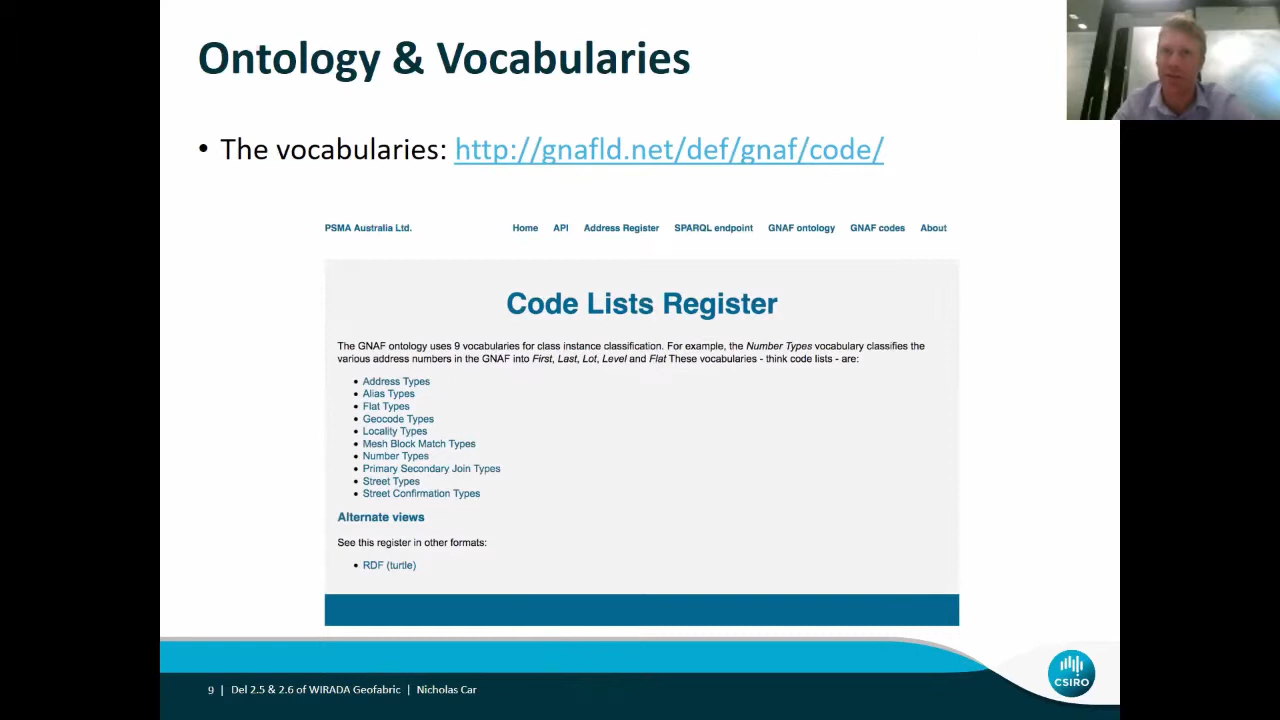 Ontology & Vocabularies
• The vocabularies: http://gnafld.net/def/gnaf/code/
PSMA Australia Ltd. Home API Address Register SPARQL endpoint GNAF ontology GNAF codes About
Code Lists Register
The GNAF ontology uses 9 vocabularies for class instance classification. For example, the Number Types vocabulary classifies the
various address numbers in the GNAF into First, Last, Lot, Level and Flat These vocabularies - think code lists - are:
• Address Types
• Alias Types
• Flat Types
• Geocode Types
• Locality Types
• Mesh Block Match Types
• Number Types
• Primary Secondary Join Types
• Street Types
• Street Confirmation Types
Alternate views
See this register in other formats:
• RDF (turtle)
9 | Del 2.5 & 2.6 of WIRADA Geofabric | Nicholas Car
CSIRO